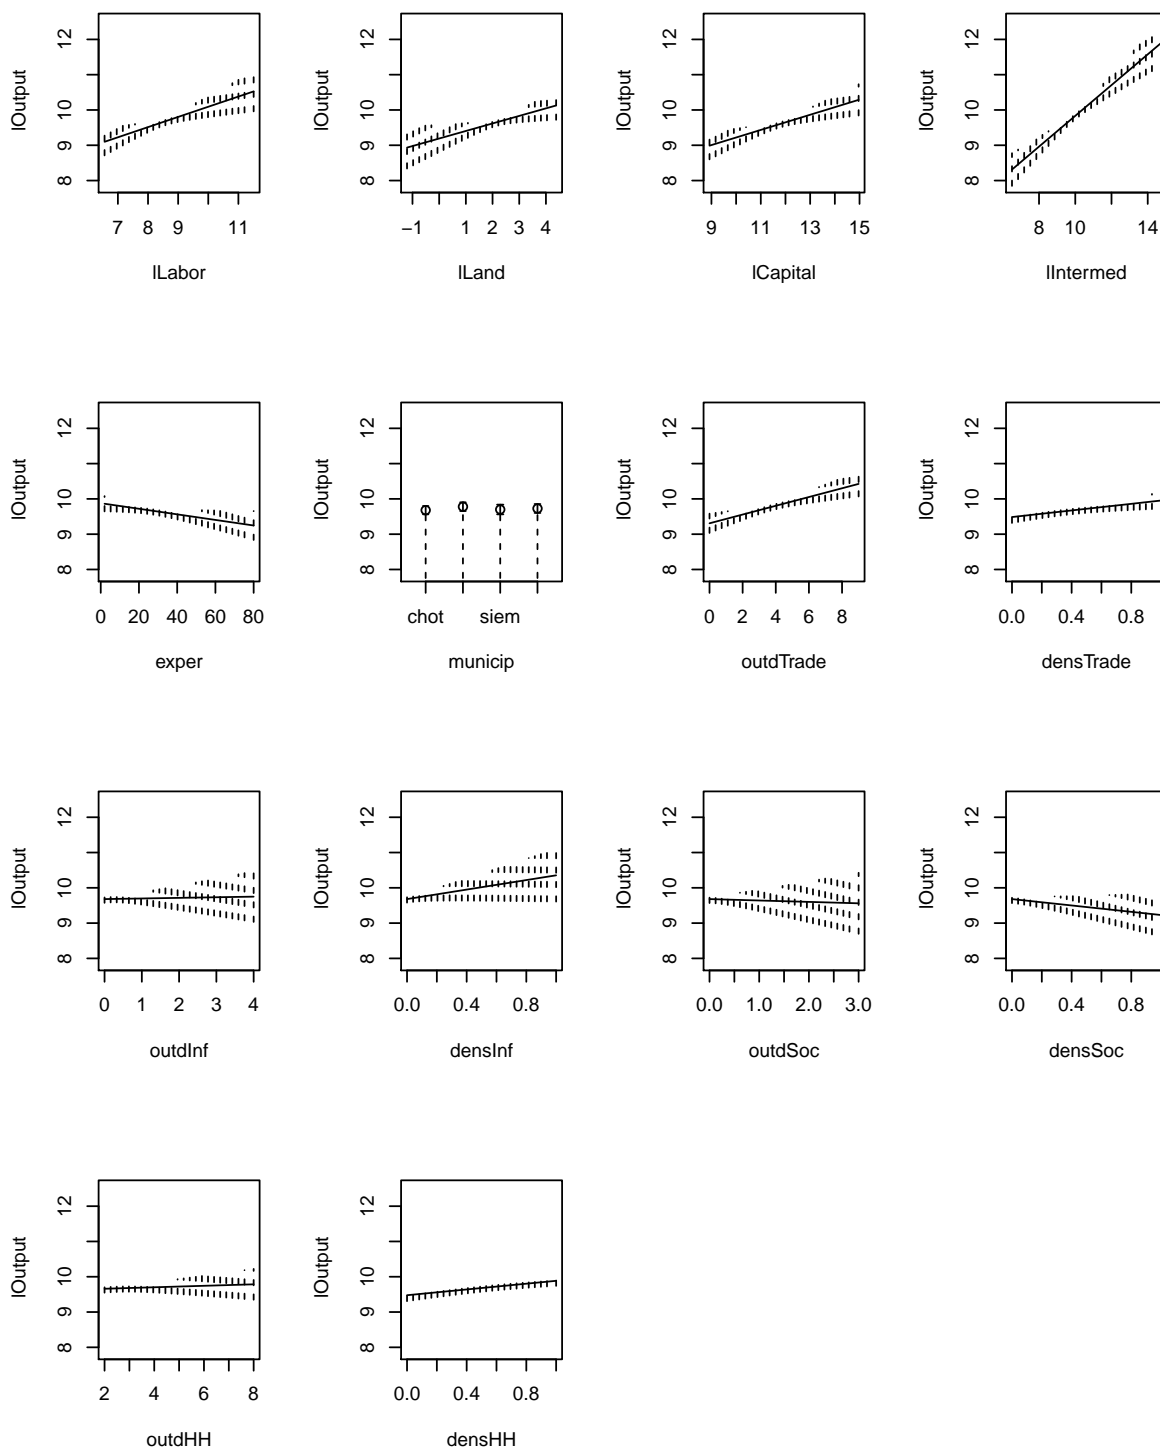 7 8 9 11
8 9 10 12
lLabor
lOutput
−1 1 2 3 4
8 9 10 12
lLand
lOutput
9 11 13 15
8 9 10 12
lCapital
lOutput
8 10 14
8 9 10 12
lIntermed
lOutput
0 20 40 60 80
8 9 10 12
exper
lOutput
8 9 10 12
municip
lOutput
chot siem
0 2 4 6 8
8 9 10 12
outdTrade
lOutput
0.0 0.4 0.8
8 9 10 12
densTrade
lOutput
0 1 2 3 4
8 9 10 12
outdInf
lOutput
0.0 0.4 0.8
8 9 10 12
densInf
lOutput
0.0 1.0 2.0 3.0
8 9 10 12
outdSoc
lOutput
0.0 0.4 0.8
8 9 10 12
densSoc
lOutput
2 4 6 8
8 9 10 12
outdHH
lOutput
0.0 0.4 0.8
8 9 10 12
densHH
lOutput